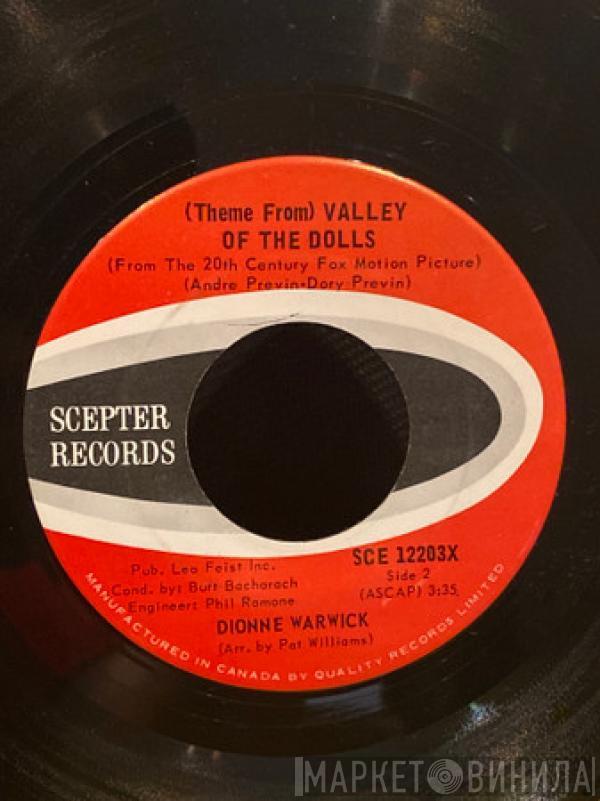 (Theme From) VALLEY
OF THE DOLLS
(From The 20th Century Fox Motion Picture)
(Andre Previn-Dory Previn)
SCEPTER
RECORDS
SCE 12203X
Side 2
(ASCAP) 3:35
Pub. Leo Feist Inc.
Cond. by: Burt Bacharach
Engineer: Phil Ramone
DIONNE WARWICK
(Arr. by Pat Williams)
MANUFACTURED IN CANADA BY QUALITY RECORDS LIMITED
МАРКЕТ ВИНИЛА